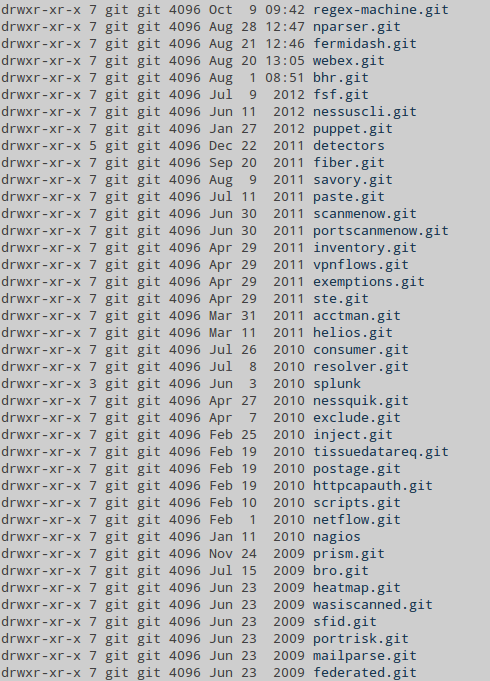 drwxr-xr-x 7 git git 4096 Oct  9 09:42 regex-machine.git
drwxr-xr-x 7 git git 4096 Aug 28 12:47 nparser.git
drwxr-xr-x 7 git git 4096 Aug 21 12:46 fermidash.git
drwxr-xr-x 7 git git 4096 Aug 20 13:05 webex.git
drwxr-xr-x 7 git git 4096 Aug  1 08:51 bhr.git
drwxr-xr-x 7 git git 4096 Jul  9  2012 fsf.git
drwxr-xr-x 7 git git 4096 Jun 11  2012 nessuscli.git
drwxr-xr-x 7 git git 4096 Jan 27  2012 puppet.git
drwxr-xr-x 5 git git 4096 Dec 22  2011 detectors
drwxr-xr-x 7 git git 4096 Sep 20  2011 fiber.git
drwxr-xr-x 7 git git 4096 Aug  9  2011 savory.git
drwxr-xr-x 7 git git 4096 Jul 11  2011 paste.git
drwxr-xr-x 7 git git 4096 Jun 30  2011 scanmenow.git
drwxr-xr-x 7 git git 4096 Jun 30  2011 portscanmenow.git
drwxr-xr-x 7 git git 4096 Apr 29  2011 inventory.git
drwxr-xr-x 7 git git 4096 Apr 29  2011 vpnflows.git
drwxr-xr-x 7 git git 4096 Apr 29  2011 exemptions.git
drwxr-xr-x 7 git git 4096 Apr 29  2011 ste.git
drwxr-xr-x 7 git git 4096 Mar 31  2011 acctman.git
drwxr-xr-x 7 git git 4096 Mar 11  2011 helios.git
drwxr-xr-x 7 git git 4096 Jul 26  2010 consumer.git
drwxr-xr-x 7 git git 4096 Jul  8  2010 resolver.git
drwxr-xr-x 3 git git 4096 Jun  3  2010 splunk
drwxr-xr-x 7 git git 4096 Apr 27  2010 nessquik.git
drwxr-xr-x 7 git git 4096 Apr  7  2010 exclude.git
drwxr-xr-x 7 git git 4096 Feb 25  2010 inject.git
drwxr-xr-x 7 git git 4096 Feb 19  2010 tissuedatareq.git
drwxr-xr-x 7 git git 4096 Feb 19  2010 postage.git
drwxr-xr-x 7 git git 4096 Feb 19  2010 httpcapauth.git
drwxr-xr-x 7 git git 4096 Feb 10  2010 scripts.git
drwxr-xr-x 7 git git 4096 Feb  1  2010 netflow.git
drwxr-xr-x 7 git git 4096 Jan 11  2010 nagios
drwxr-xr-x 7 git git 4096 Nov 24  2009 prism.git
drwxr-xr-x 7 git git 4096 Jul 15  2009 bro.git
drwxr-xr-x 7 git git 4096 Jun 23  2009 heatmap.git
drwxr-xr-x 7 git git 4096 Jun 23  2009 wasiscanned.git
drwxr-xr-x 7 git git 4096 Jun 23  2009 sfid.git
drwxr-xr-x 7 git git 4096 Jun 23  2009 portrisk.git
drwxr-xr-x 7 git git 4096 Jun 23  2009 mailparse.git
drwxr-xr-x 7 git git 4096 Jun 23  2009 federated.git